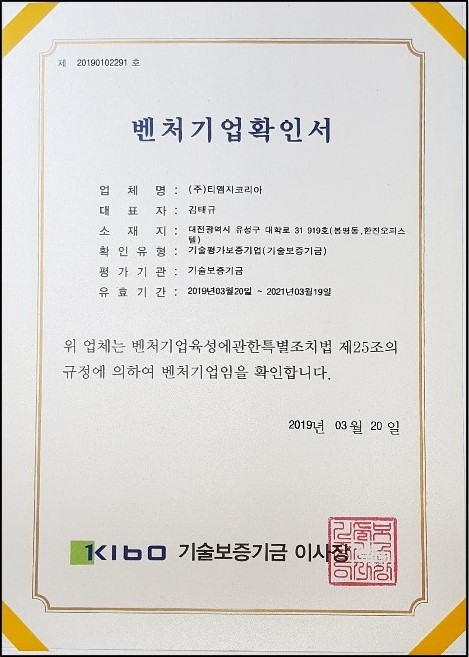 제 20190102291 호
벤처기업확인서
업 체 명 : (주)티엠지코리아
대 표 자 : 김태규
소 재 지 : 대전광역시 유성구 대학로 31 919호(봉명동,한진오피스
텔)
확 인 유 형 : 기술평가보증기업(기술보증기금)
평 가 기 관 : 기술보증기금
유 효 기 간 : 2019년03월20일 ~ 2021년03월19일
위 업체는 벤처기업육성에관한특별조치법 제25조의
규정에 의하여 벤처기업임을 확인합니다.
2019년 03월 20일
KIBO 기술보증기금 이사장